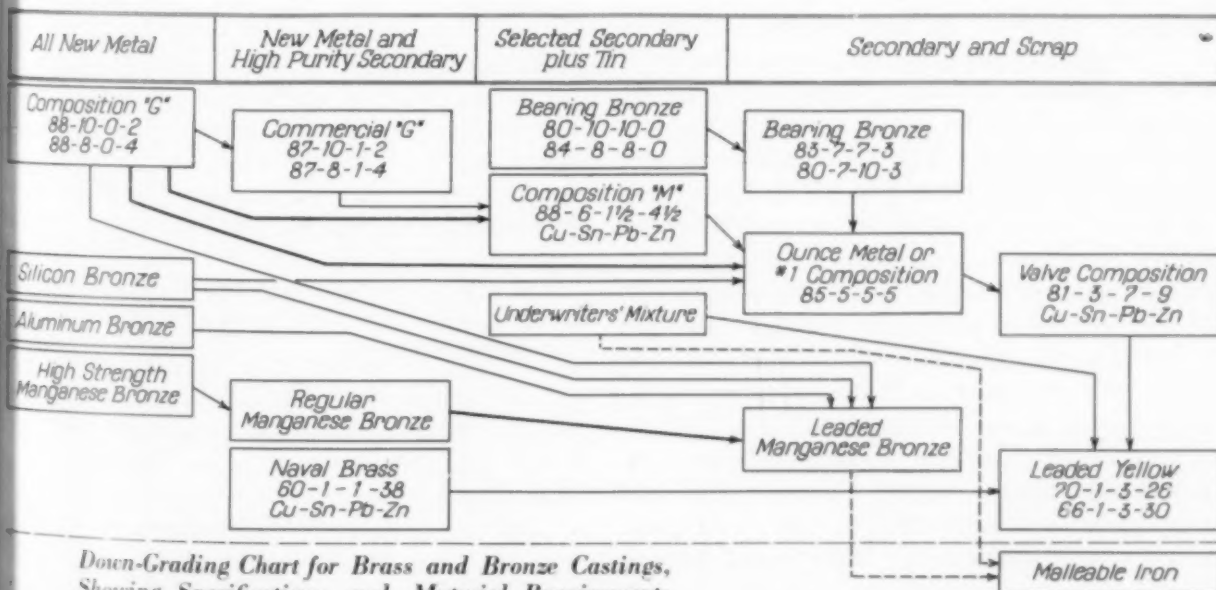 All New Metal
New Metal and
High Purity Secondary
Selected Secondary
plus Tin
Secondary and Scrap
Composition "G"
88-10-0-2
88-8-0-4
Commercial "G"
87-10-1-2
87-8-1-4
Bearing Bronze
80-10-10-0
84-8-8-0
Bearing Bronze
83-7-7-3
80-7-10-3
Composition "M"
88-6-1½-4½
Cu-Sn-Pb-Zn
Ounce Metal or
#1 Composition
85-5-5-5
Valve Composition
81-3-7-9
Cu-Sn-Pb-Zn
Silicon Bronze
Underwriters' Mixture
Aluminum Bronze
High Strength
Manganese Bronze
Regular
Manganese Bronze
Leaded
Manganese Bronze
Naval Brass
60-1-1-38
Cu-Sn-Pb-Zn
Leaded Yellow
70-1-3-26
66-1-3-30
Malleable Iron
Down-Grading Chart for Brass and Bronze Castings,
Showing Specifications and Material Requirements